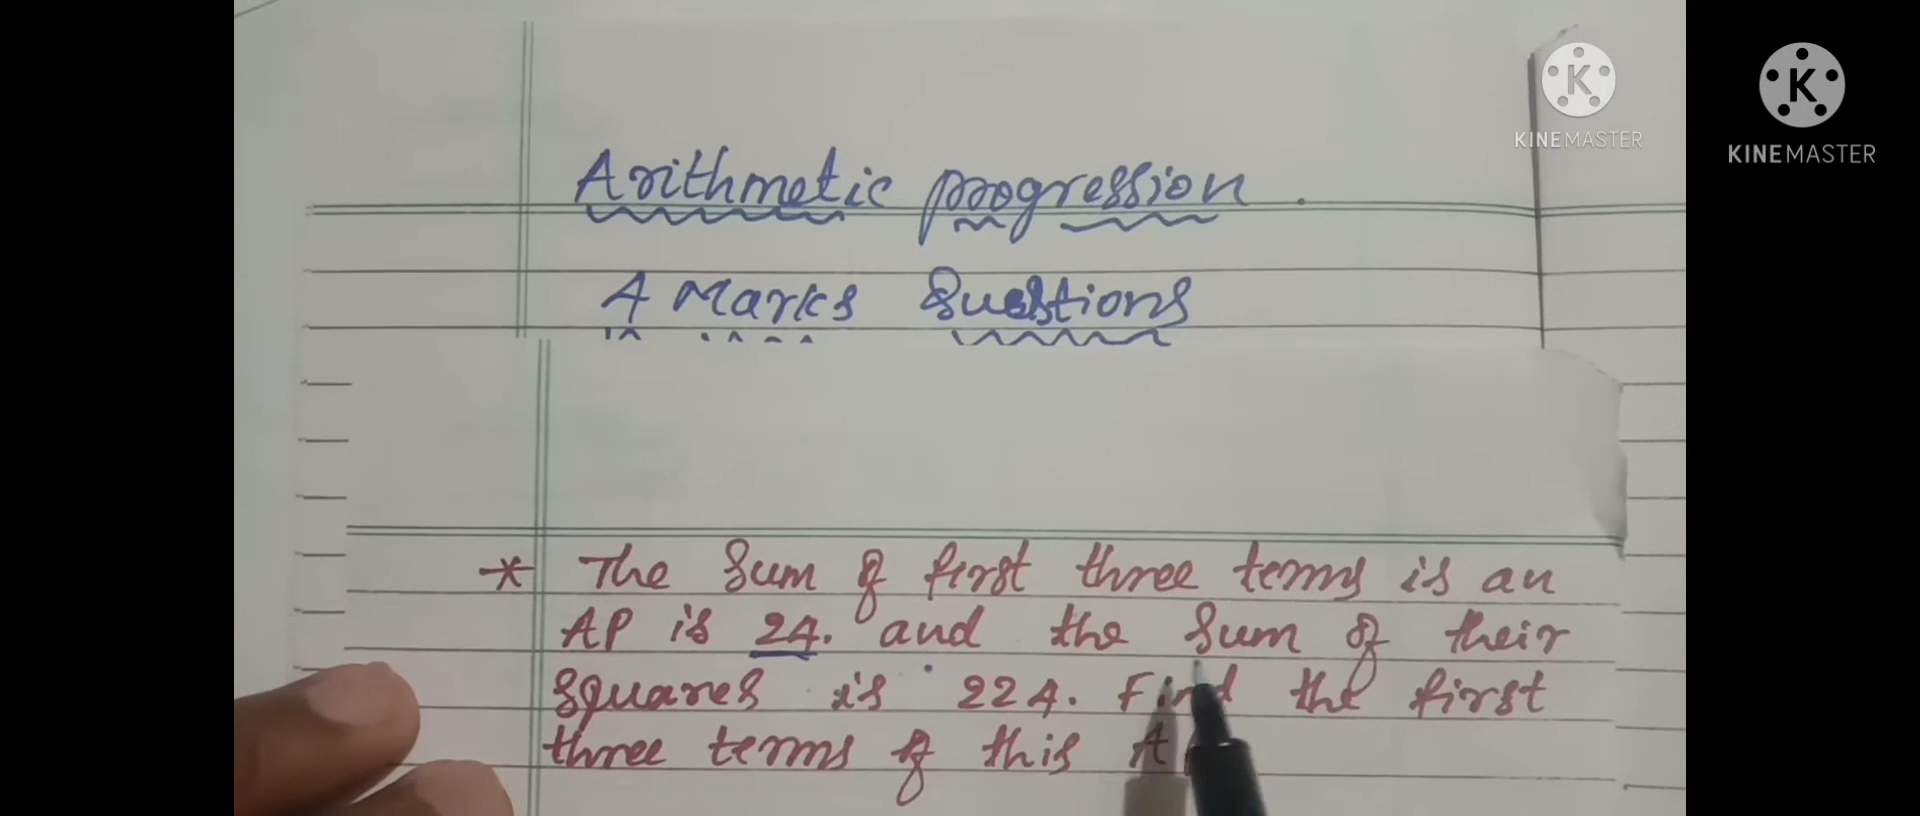 KINEMASTER
KINEMASTER
Arithmetic progression.
4 Marks Questions
* The Sum of first three terms is an
AP is 24. and the Sum of their
squares is 224. Find the first
three terms of this A